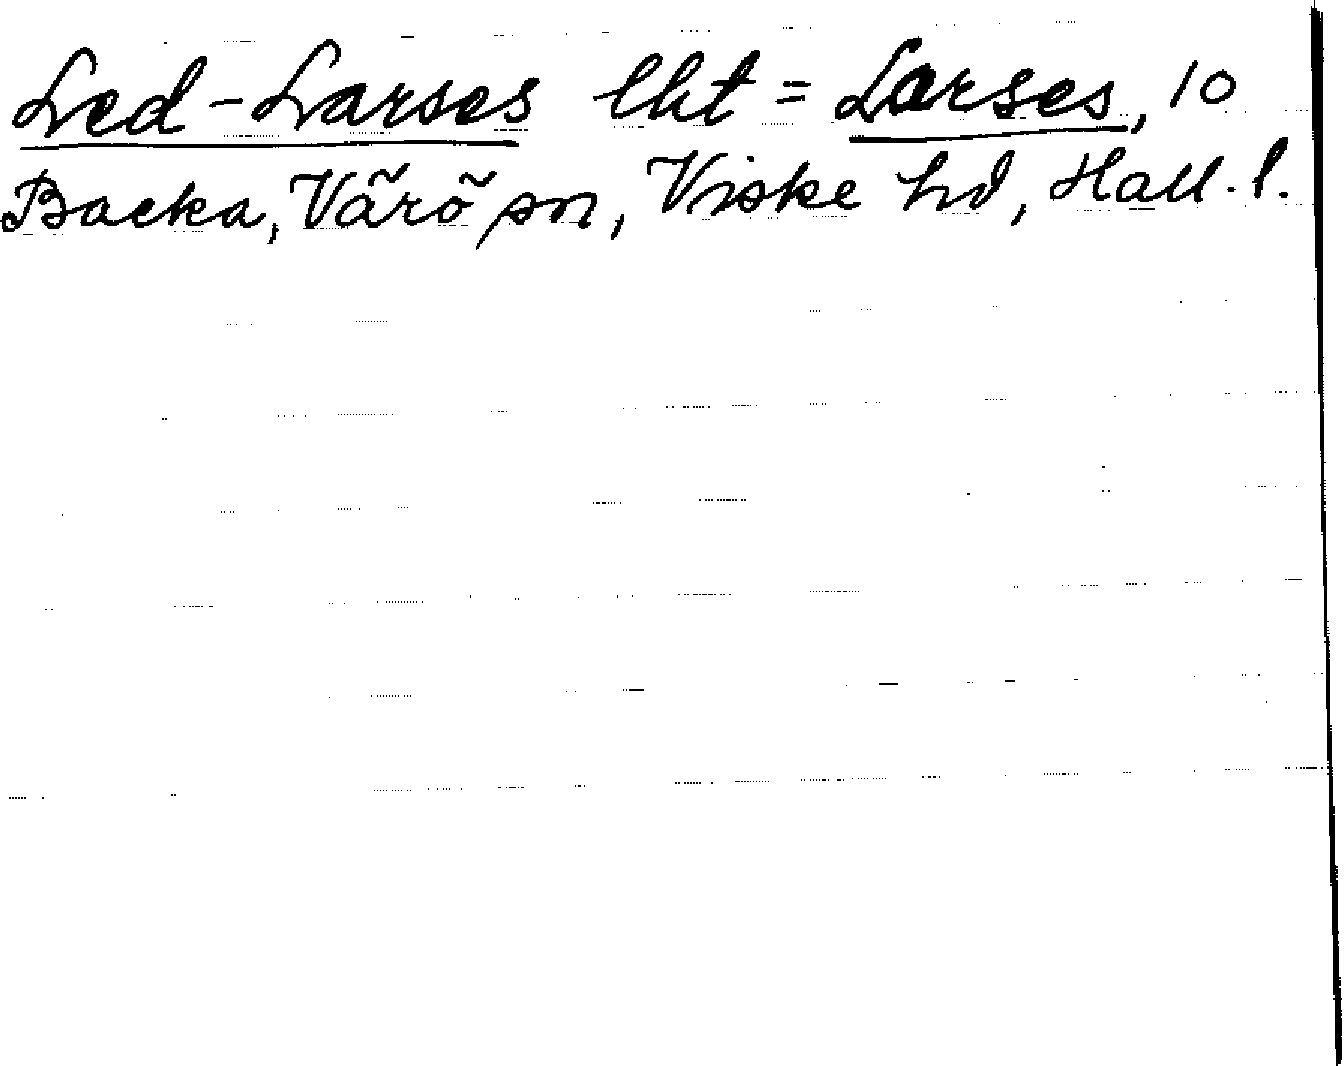 Led-Larses lht = Larses, 10
Backa, Värö sn, Viske hd, Hall. l.